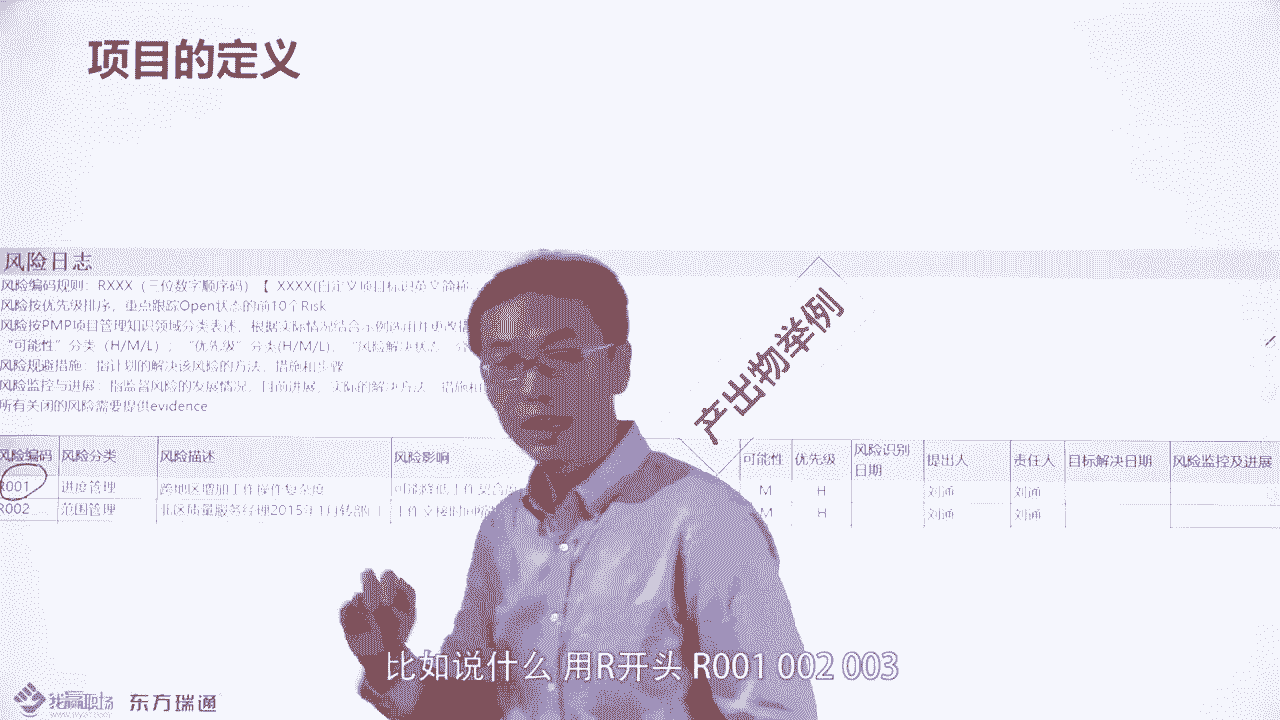 项目的定义
风险日志
风险编码规则：RXXX（三位数字顺序码）【 XXXX(自定义项目标识英文简称
风险按优先级排序，重点跟踪Open状态的前10个Risk
风险按PMP项目管理知识领域分类表述，根据实际情况结合示例选用并更改情
“可能性”分类（H/M/L），“优先级”分类(H/M/L)，“风险解决状态”分
风险规避措施：指计划的解决该风险的方法、措施和步骤
风险监控与进展：指监督风险的发展情况、目前进展、实际的解决方法、措施和
所有关闭的风险需要提供evidence
产出物举例
风险编码 风险分类 风险描述 风险影响 可能性 优先级 风险识别日期 提出人 责任人 目标解决日期 风险监控及进展
R001 进度管理 跨地区增加工作操作复杂度 可能降低工作契合度 M H 刘通 刘通
R002 范围管理 北区质量服务经理2015年1月转部门 工作交接时间 M H 刘通 刘通
比如说什么 用R开头 R001 002 003
我赢职场 东方瑞通